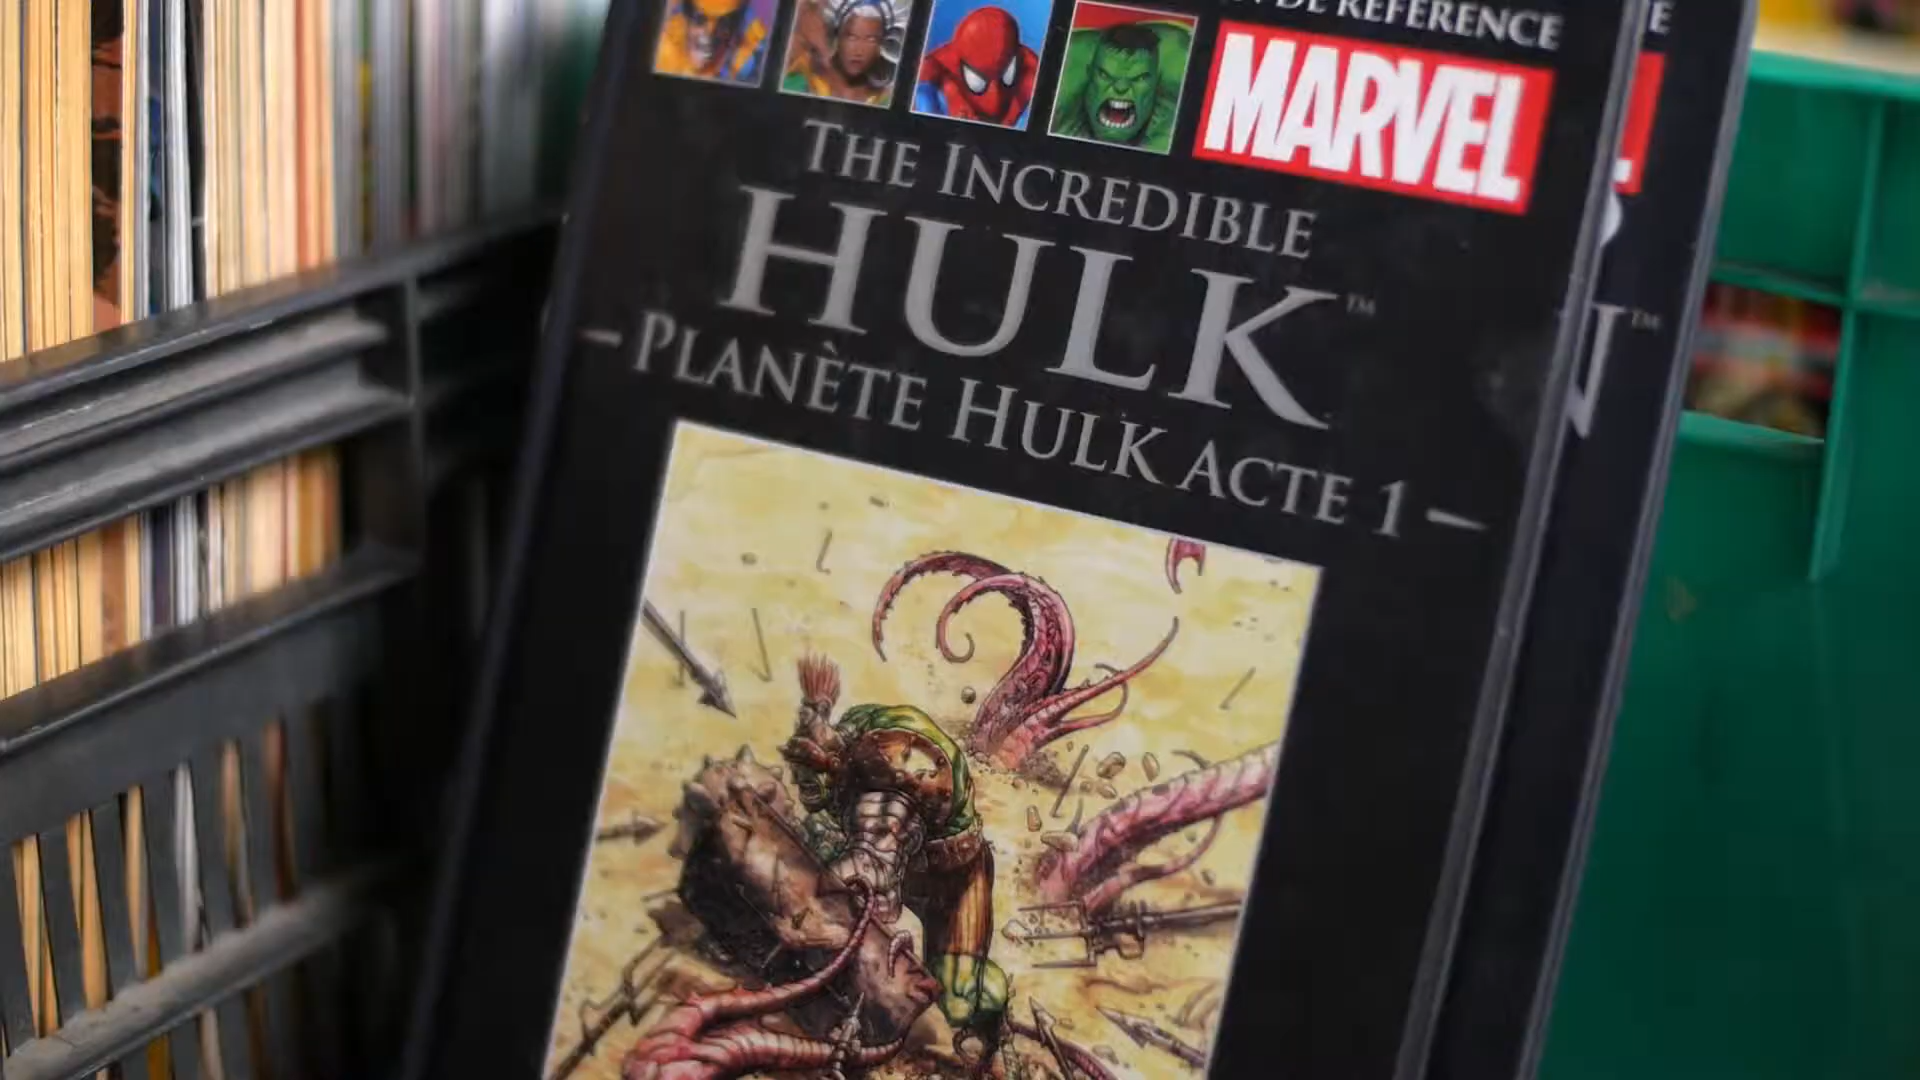 DE RÉFÉRENCE
MARVEL
THE INCREDIBLE
HULK™
– PLANÈTE HULK ACTE 1 –